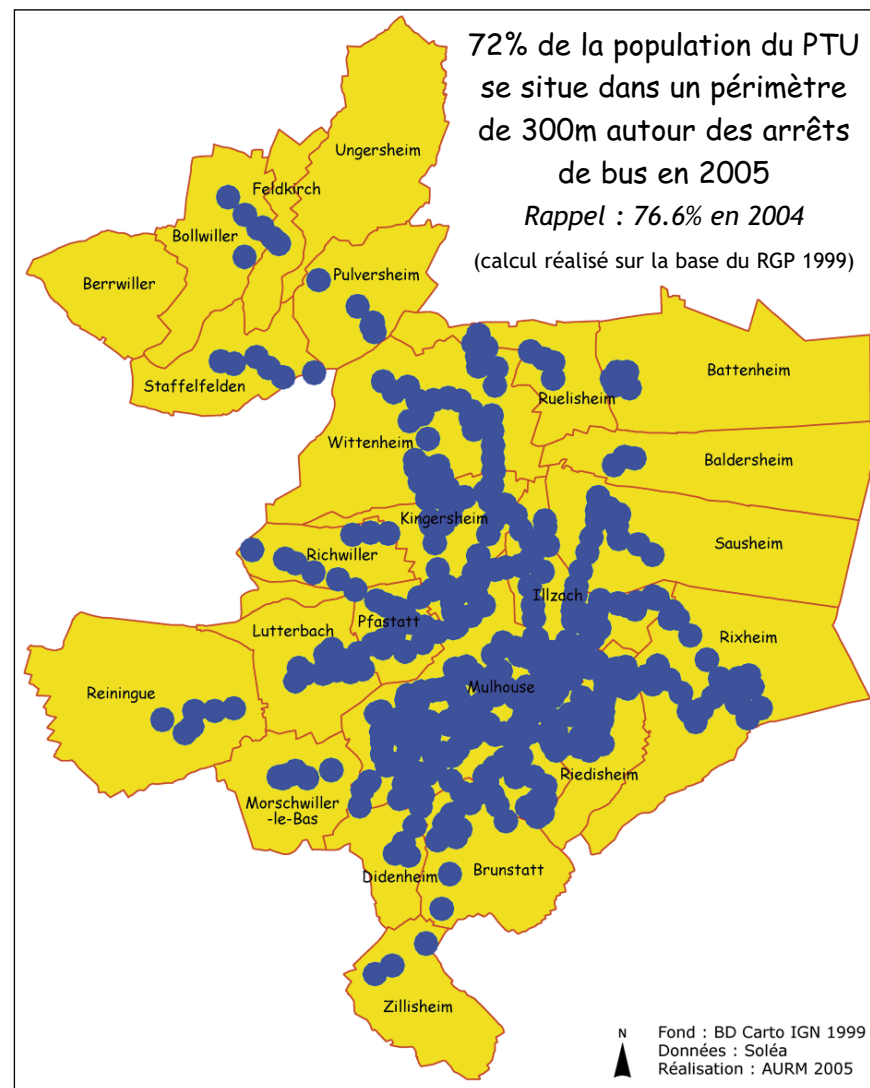 72% de la population du PTU
se situe dans un périmètre
de 300m autour des arrêts
de bus en 2005
Rappel : 76.6% en 2004
(calcul réalisé sur la base du RGP 1999)
Ungersheim
Feldkirch
Bollwiller
Berrwiller
Pulversheim
Staffelfelden
Battenheim
Ruelisheim
Wittenheim
Baldersheim
Kingersheim
Sausheim
Richwiller
Illzach
Pfastatt
Lutterbach
Rixheim
Reiningue
Mulhouse
Riedisheim
Morschwiller
-le-Bas
Didenheim
Brunstatt
Zillisheim
N
Fond : BD Carto IGN 1999
Données : Soléa
Réalisation : AURM 2005